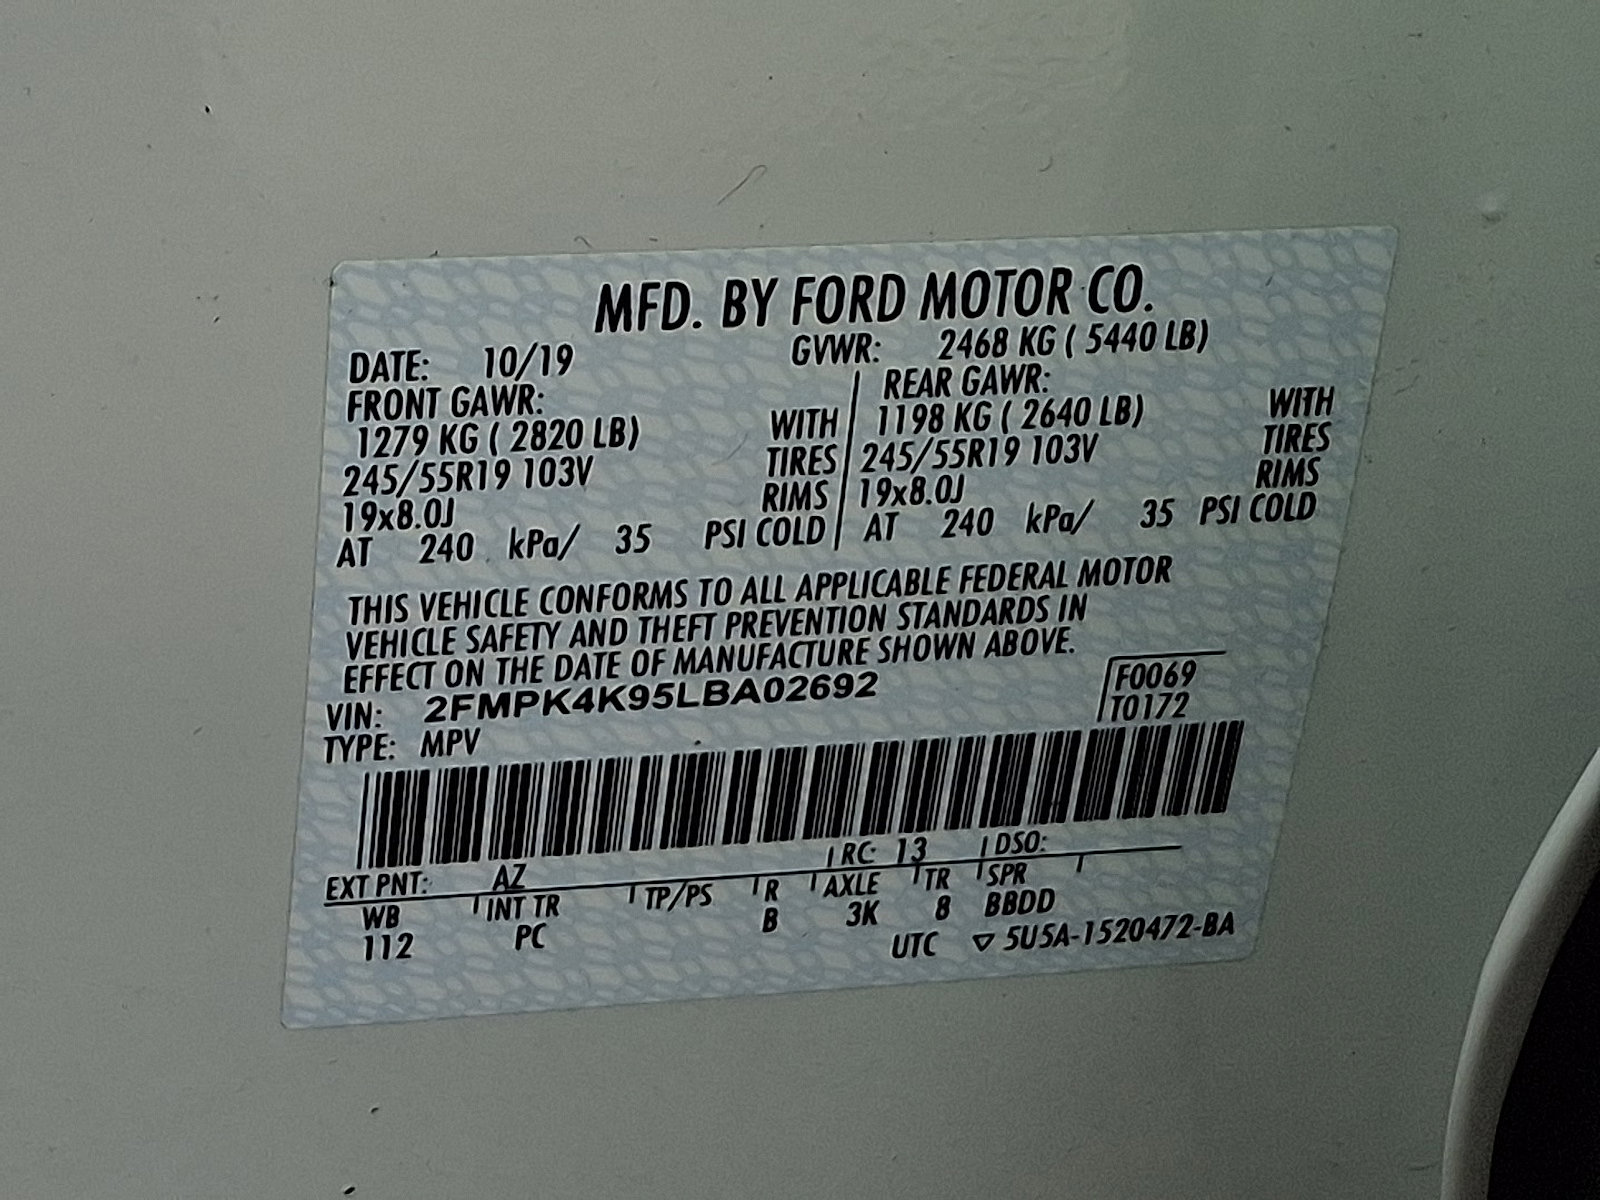 MFD. BY FORD MOTOR CO.
DATE: 10/19 GVWR: 2468 KG ( 5440 LB)
FRONT GAWR: REAR GAWR:
1279 KG ( 2820 LB) WITH 1198 KG ( 2640 LB) WITH
245/55R19 103V TIRES 245/55R19 103V TIRES
19x8.0J RIMS 19x8.0J RIMS
AT 240 kPa/ 35 PSI COLD AT 240 kPa/ 35 PSI COLD
THIS VEHICLE CONFORMS TO ALL APPLICABLE FEDERAL MOTOR
VEHICLE SAFETY AND THEFT PREVENTION STANDARDS IN
EFFECT ON THE DATE OF MANUFACTURE SHOWN ABOVE.
VIN: 2FMPK4K95LBA02692 F0069
TYPE: MPV T0172
EXT PNT: AZ RC: 13 DSO:
WB INT TR TP/PS R AXLE TR SPR
112 PC B 3K 8 BBDD
UTC ▽ 5U5A-1520472-BA